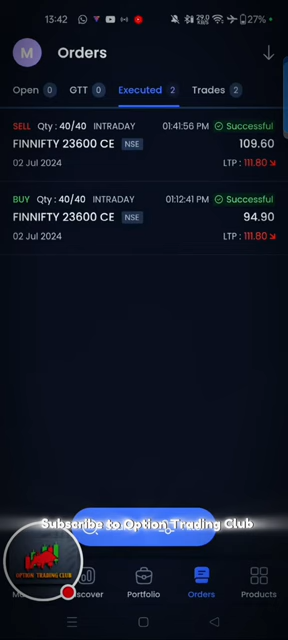 13:42
29.0 KB/S
27%
M
Orders
Open 0 GTT 0 Executed 2 Trades 2
SELL Qty : 40/40 INTRADAY 01:41:56 PM Successful
FINNIFTY 23600 CE NSE 109.60
02 Jul 2024 LTP : 111.80
BUY Qty : 40/40 INTRADAY 01:12:41 PM Successful
FINNIFTY 23600 CE NSE 94.90
02 Jul 2024 LTP : 111.80
Subscribe to Option Trading Club
OPTION TRADING CLUB
Portfolio Orders Products